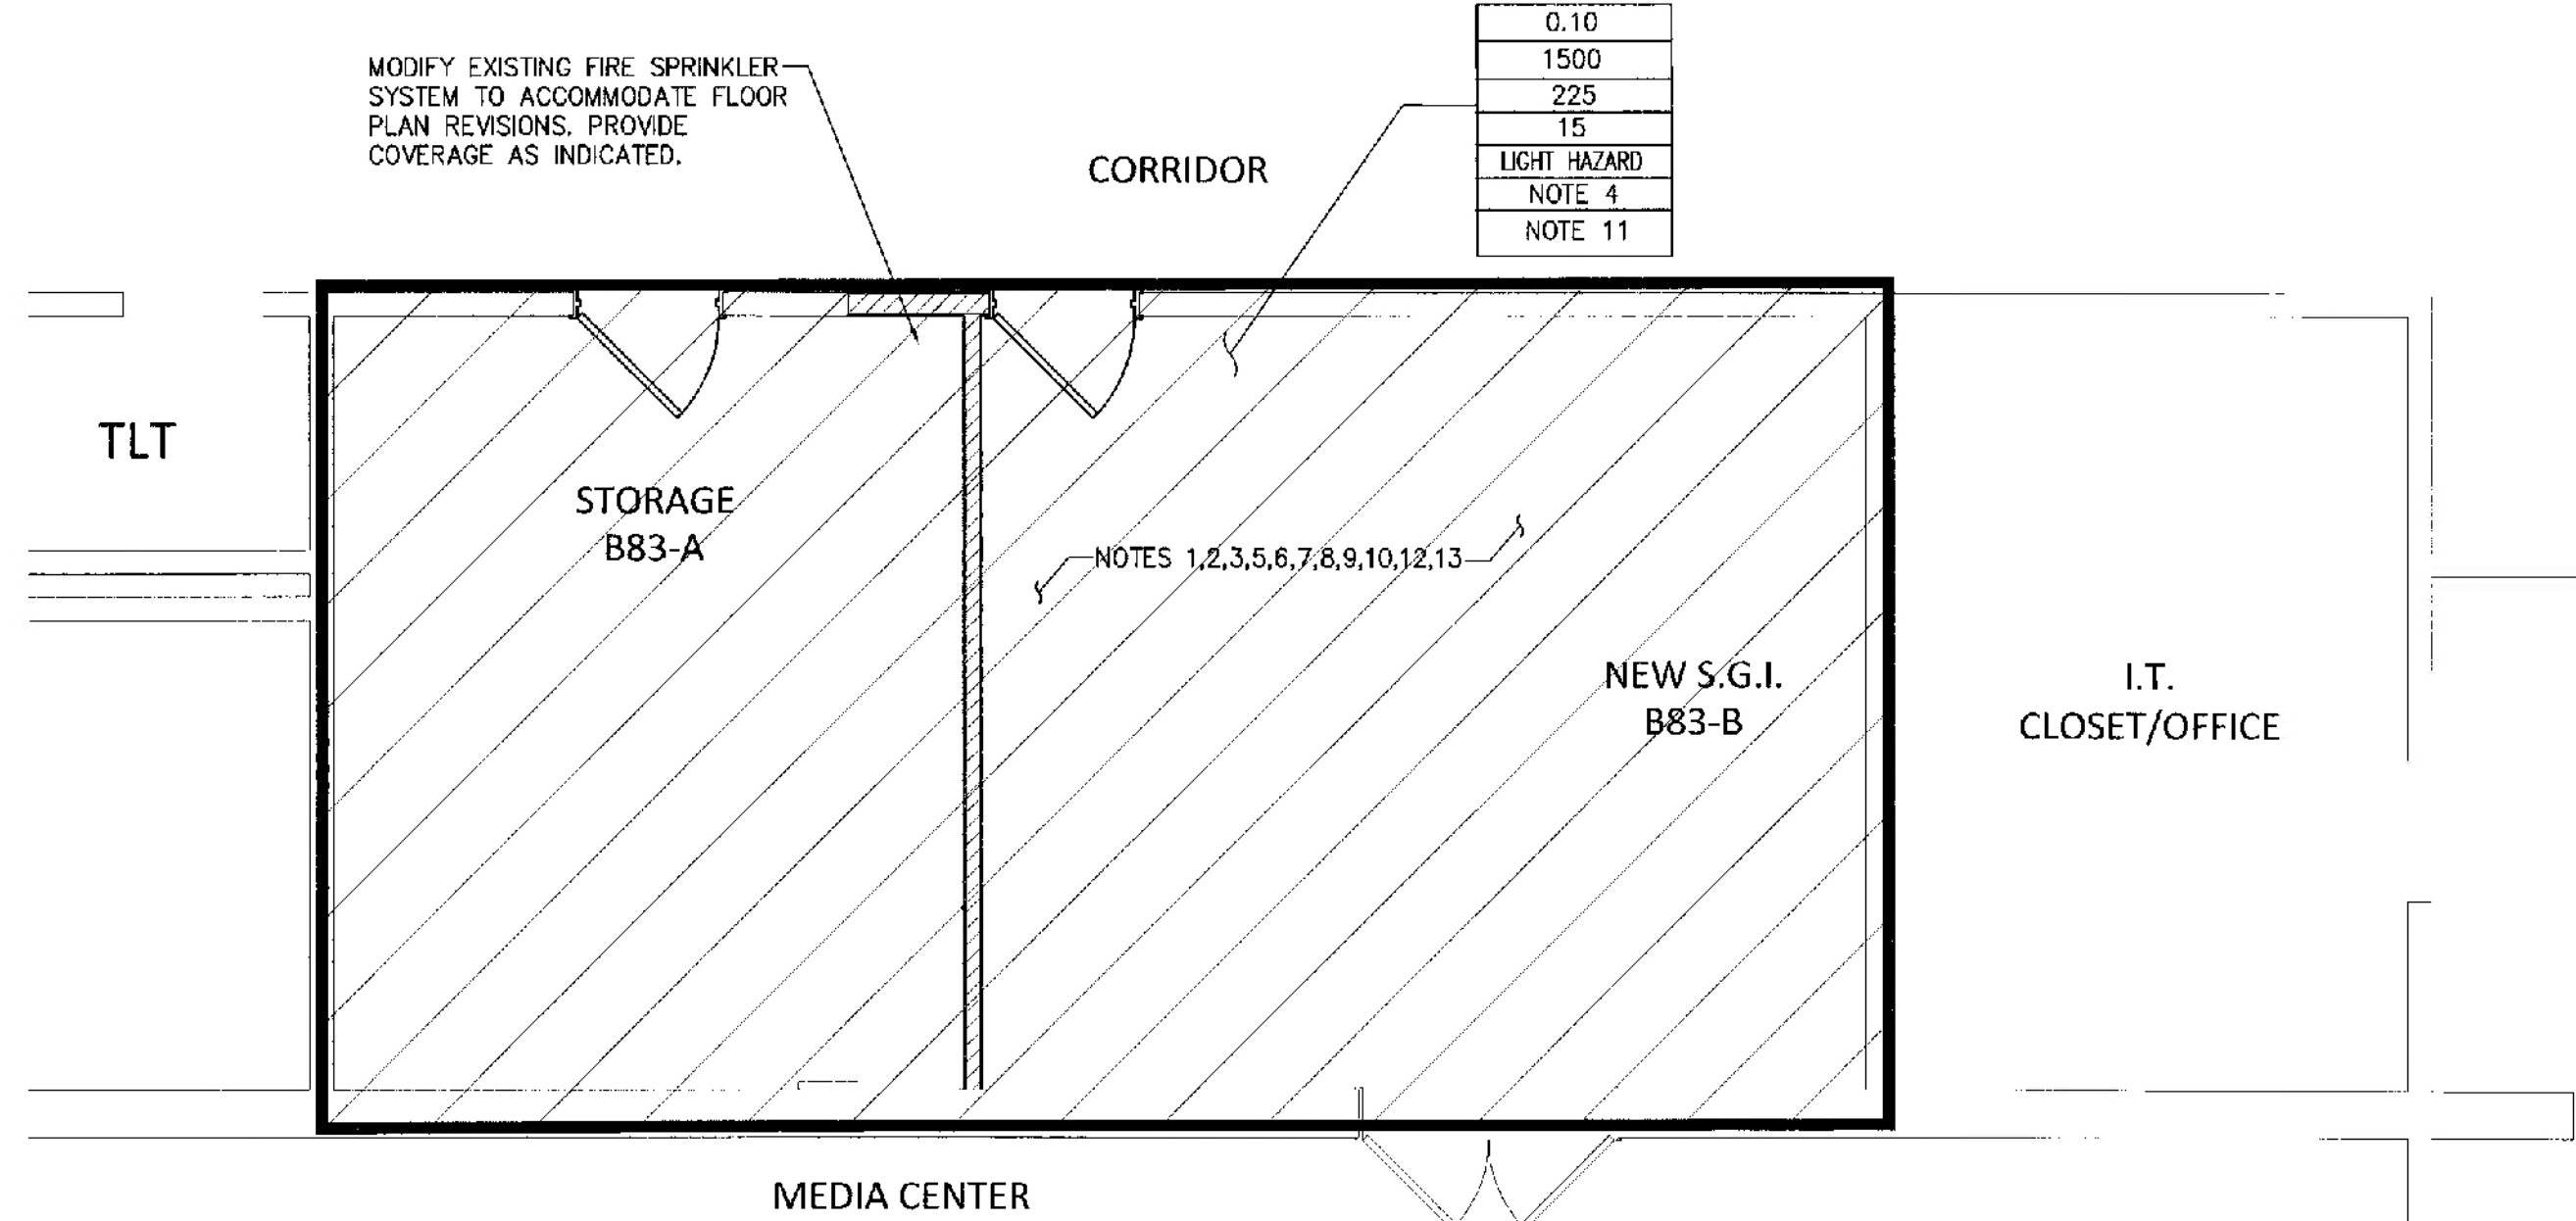 MODIFY EXISTING FIRE SPRINKLER
SYSTEM TO ACCOMMODATE FLOOR
PLAN REVISIONS. PROVIDE
COVERAGE AS INDICATED.
CORRIDOR
0.10
1500
225
15
LIGHT HAZARD
NOTE 4
NOTE 11
TLT
STORAGE
B83-A
NOTES 1,2,3,5,6,7,8,9,10,12,13
NEW S.G.I.
B83-B
I.T.
CLOSET/OFFICE
MEDIA CENTER